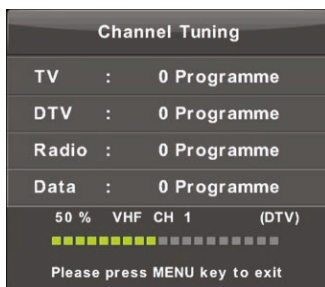 Channel Tuning
TV : 0 Programme
DTV : 0 Programme
Radio : 0 Programme
Data : 0 Programme
50 % VHF CH 1 (DTV)
Please press MENU key to exit